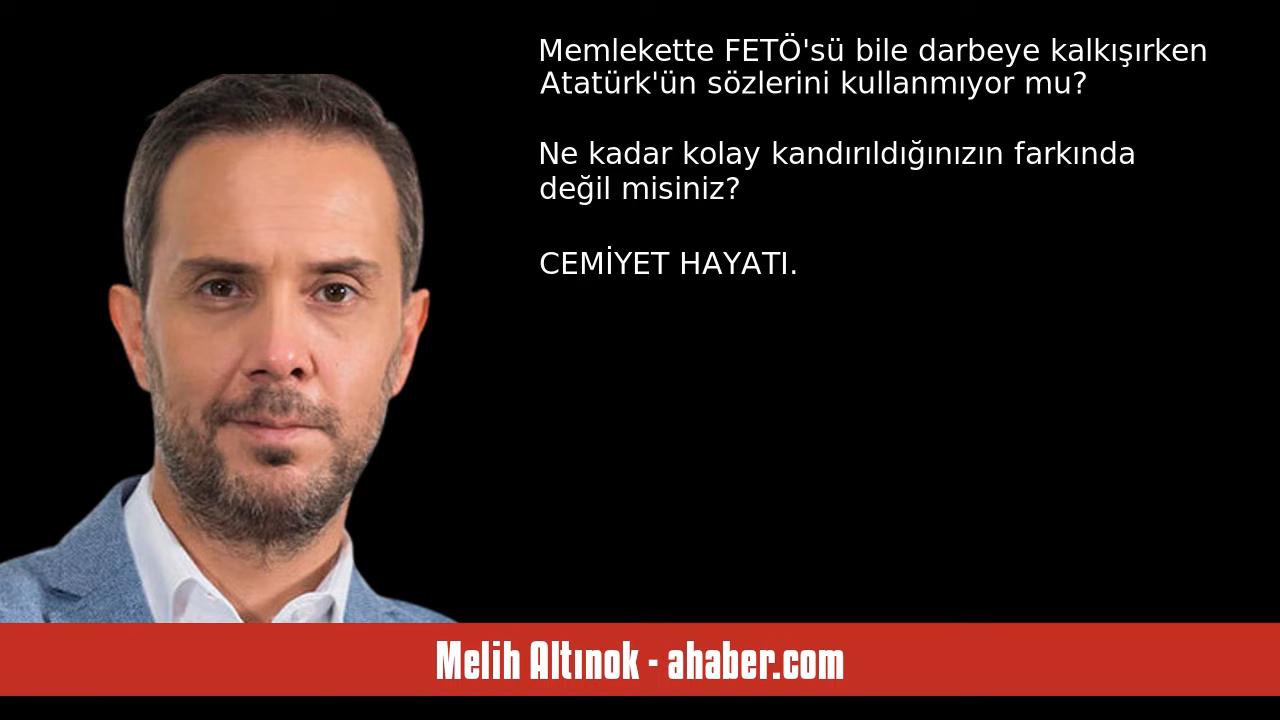 Memlekette FETÖ'sü bile darbeye kalkışırken
Atatürk'ün sözlerini kullanmıyor mu?
Ne kadar kolay kandırıldığınızın farkında
değil misiniz?
CEMİYET HAYATI.
Melih Altınok - ahaber.com